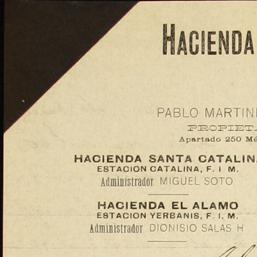 HACIENDA
PABLO MARTIN
PROPIET
Apartado 250 Mé
HACIENDA SANTA CATALINA
ESTACION CATALINA, F. I. M.
Administrador MIGUEL SOTO
HACIENDA EL ALAMO
ESTACION YERBANIS, F. I. M.
Administrador DIONISIO SALAS H